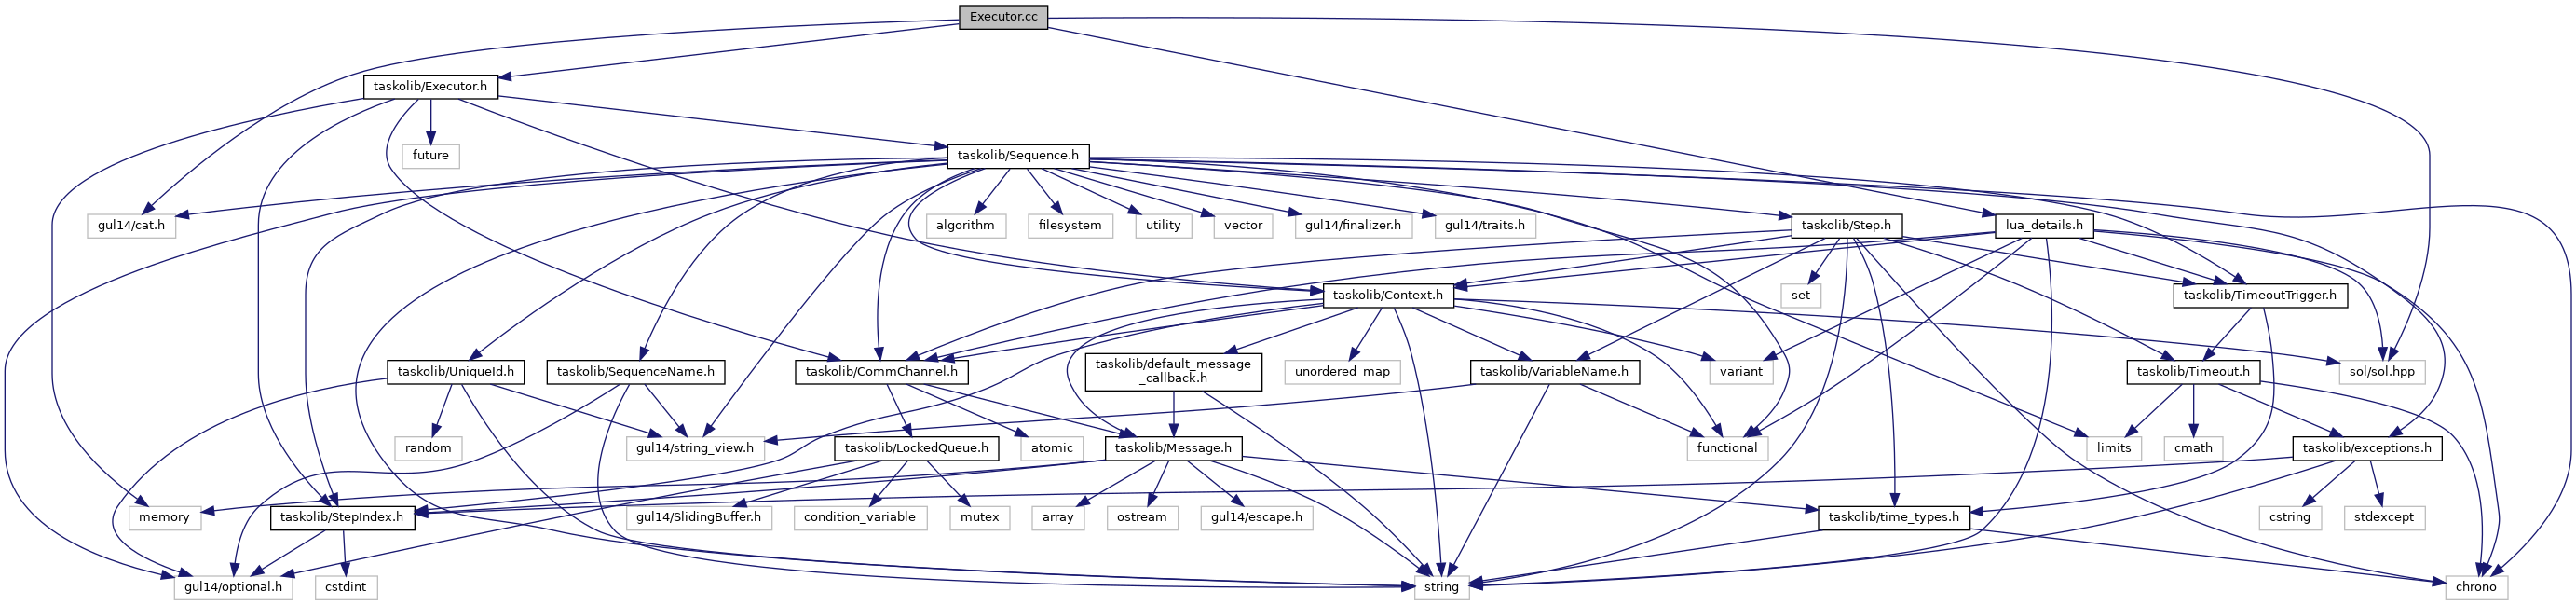 Executor.cc
taskolib/Executor.h
future
taskolib/Sequence.h
gul14/cat.h
algorithm
filesystem
utility
vector
gul14/finalizer.h
gul14/traits.h
taskolib/Step.h
lua_details.h
taskolib/Context.h
set
taskolib/TimeoutTrigger.h
taskolib/UniqueId.h
taskolib/SequenceName.h
taskolib/CommChannel.h
taskolib/default_message
_callback.h
unordered_map
taskolib/VariableName.h
variant
taskolib/Timeout.h
sol/sol.hpp
random
gul14/string_view.h
taskolib/LockedQueue.h
atomic
taskolib/Message.h
functional
limits
cmath
taskolib/exceptions.h
memory
taskolib/StepIndex.h
gul14/SlidingBuffer.h
condition_variable
mutex
array
ostream
gul14/escape.h
taskolib/time_types.h
cstring
stdexcept
gul14/optional.h
cstdint
string
chrono